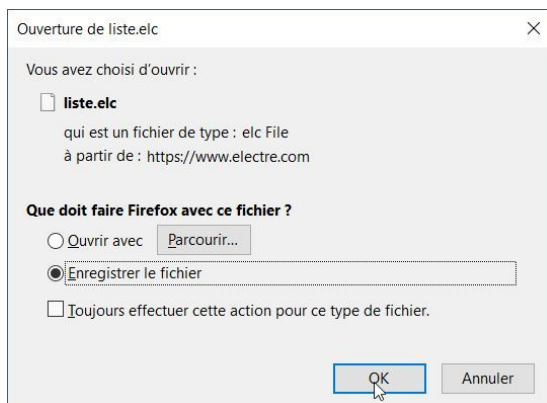 Ouverture de liste.elc
Vous avez choisi d'ouvrir :
liste.elc
qui est un fichier de type : elc File
à partir de : https://www.electre.com
Que doit faire Firefox avec ce fichier ?
Ouvrir avec Parcourir...
Enregistrer le fichier
Toujours effectuer cette action pour ce type de fichier.
OK Annuler